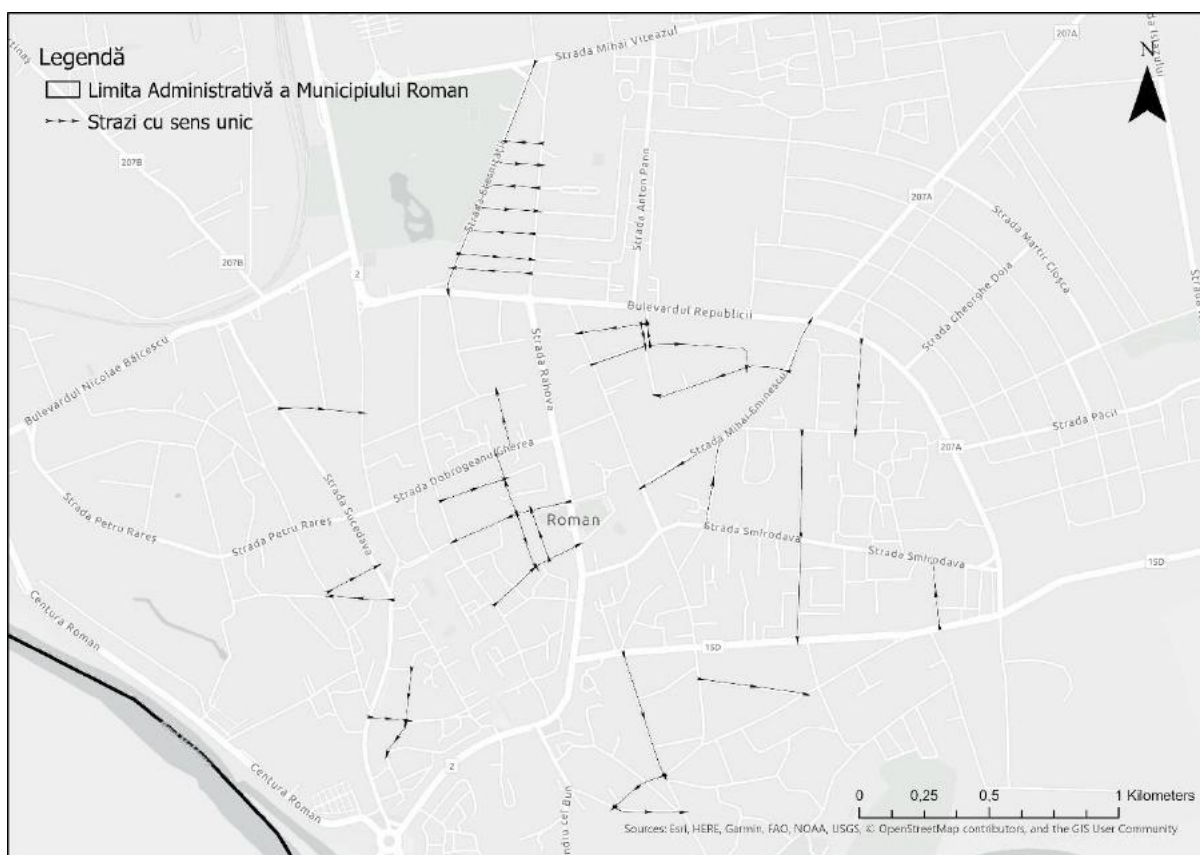 Legendă
Limita Administrativă a Municipiului Roman
Strazi cu sens unic
Strada Mihai Viteazul
207A
N
207B
Strada Anton Pann
207A
Strada Martir Cloșca
207B
2
Strada Gheorghe Doja
Bulevardul Republicii
Bulevardul Nicolae Bălcescu
Strada Rahova
Strada Mihai Eminescu
Strada Păcii
207A
Strada Dobrogeanu Gherea
Strada Petru Rareș
Strada Suceava
Roman
Strada Petru Rareș
Strada Smirodava
Strada Smirodava
15D
Centura Roman
15D
2
Centura Roman
0 0,25 0,5 1 Kilometers
Sources: Esri, HERE, Garmin, FAO, NOAA, USGS, © OpenStreetMap contributors, and the GIS User Community